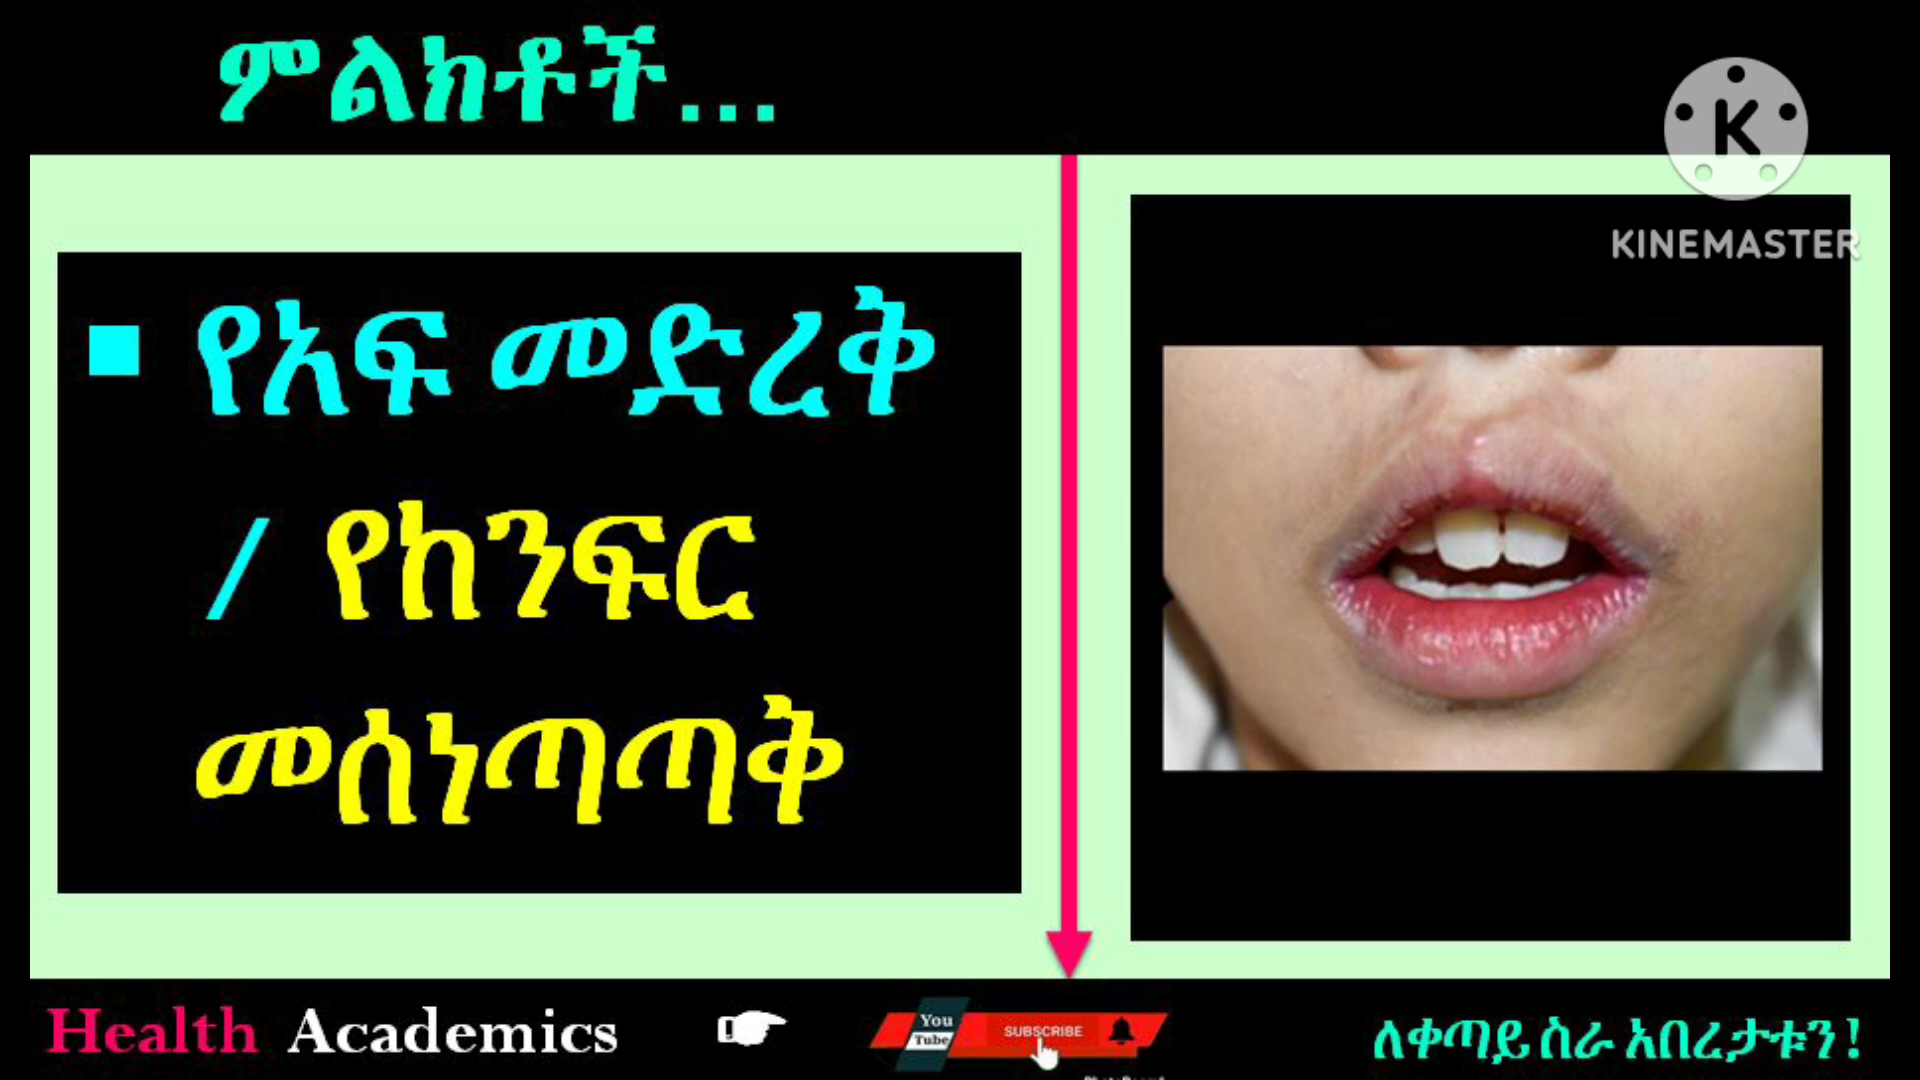 ምልክቶች...
KINEMASTER
▪ የአፍ መድረቅ
/ የከንፍር
መሰነጣጣቅ
Health Academics
You
Tube
SUBSCRIBE
ለቀጣይ ስራ አበረታቱን!